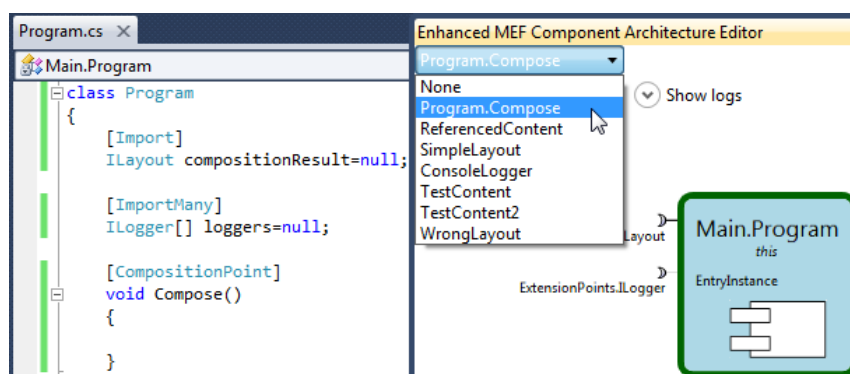 Program.cs
Main.Program
class Program
{
[Import]
ILayout compositionResult=null;
[ImportMany]
ILogger[] loggers=null;
[CompositionPoint]
void Compose()
{
}
Enhanced MEF Component Architecture Editor
Program.Compose
None
Program.Compose
ReferencedContent
SimpleLayout
ConsoleLogger
TestContent
TestContent2
WrongLayout
Show logs
Layout
ExtensionPoints.ILogger
Main.Program
this
EntryInstance